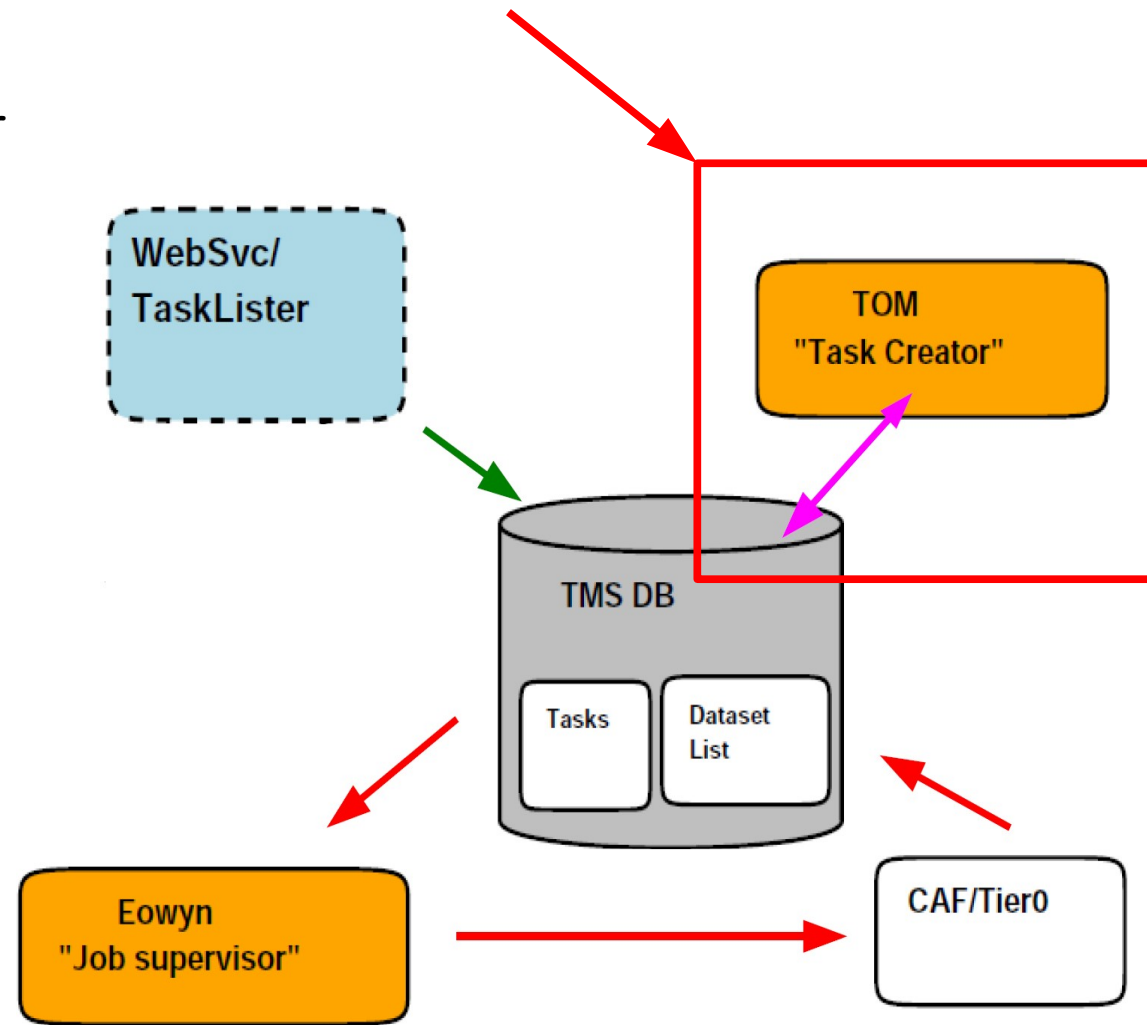 WebSvc/
TaskLister
TOM
"Task Creator"
TMS DB
Tasks
Dataset
List
Eowyn
"Job supervisor"
CAF/Tier0